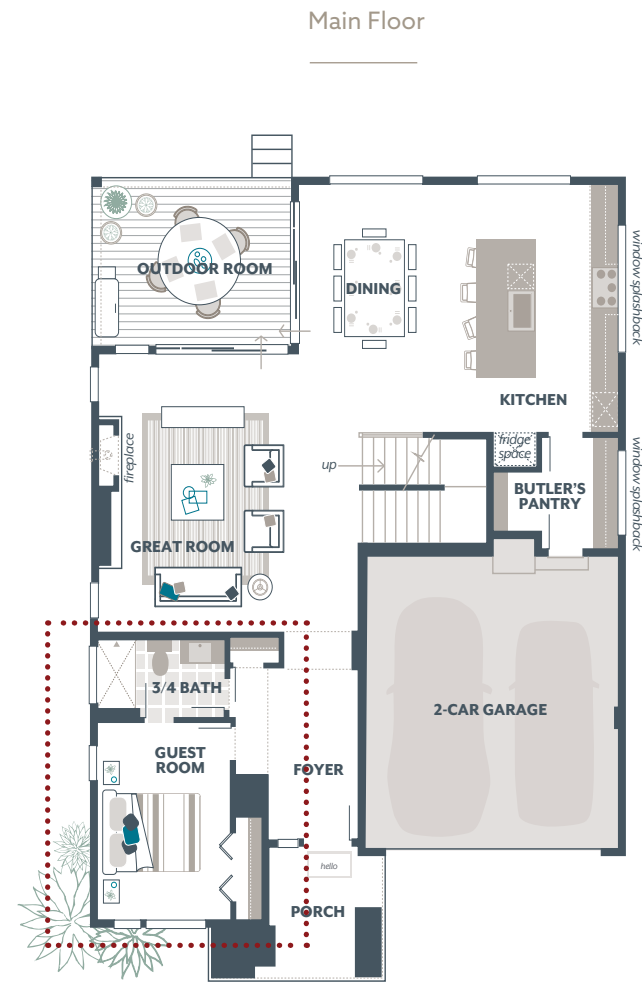 Main Floor
OUTDOOR ROOM
DINING
window splashback
KITCHEN
fireplace
up
fridge
space
BUTLER'S
PANTRY
window splashback
GREAT ROOM
3/4 BATH
2-CAR GARAGE
GUEST
ROOM
FOYER
hello
PORCH